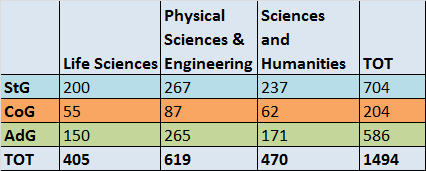 Physical Sciences
Sciences & and
Life Sciences Engineering Humanities TOT
StG 200 267 237 704
CoG 55 87 62 204
AdG 150 265 171 586
TOT 405 619 470 1494